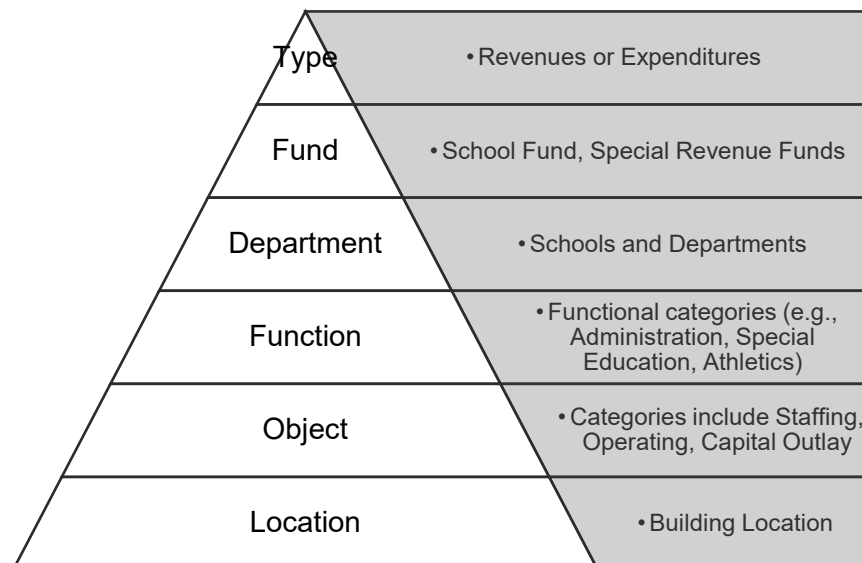 Type
• Revenues or Expenditures
Fund
• School Fund, Special Revenue Funds
Department
• Schools and Departments
Function
• Functional categories (e.g.,
Administration, Special
Education, Athletics)
Object
• Categories include Staffing,
Operating, Capital Outlay
Location
• Building Location